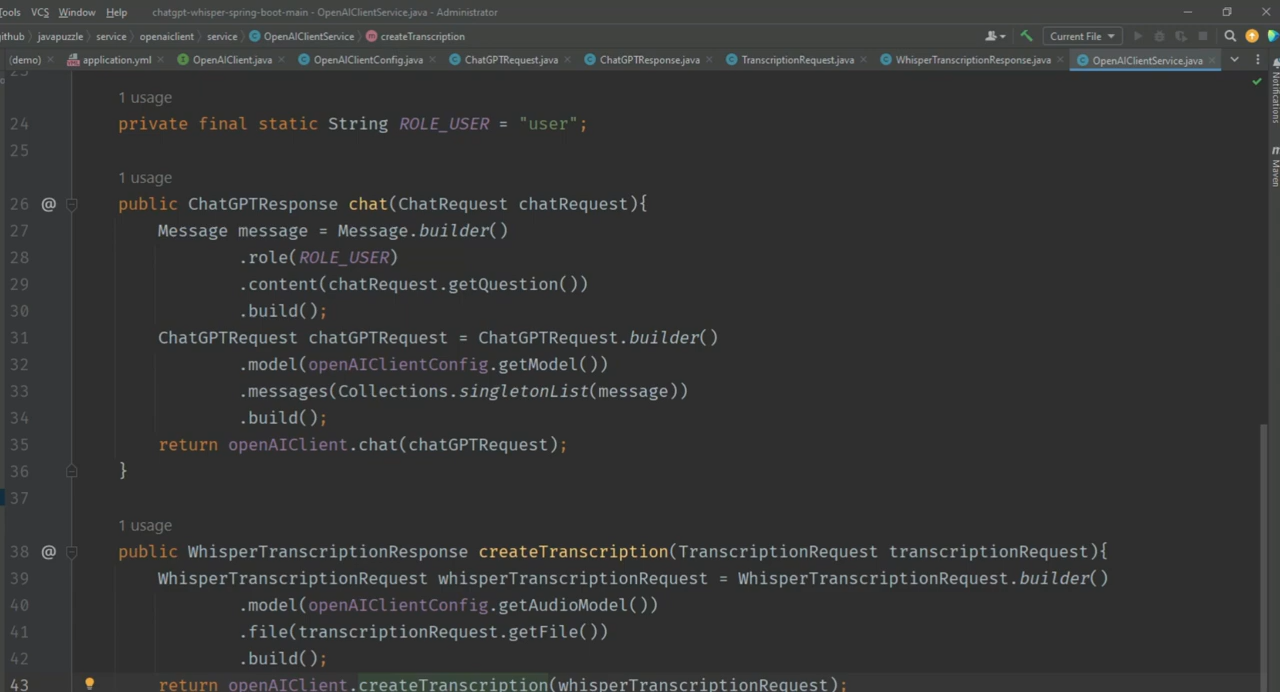 Tools VCS Window Help chatgpt-whisper-spring-boot-main - OpenAIClientService.java - Administrator
github javapuzzle service openaiclient service OpenAIClientService createTranscription Current File
(demo) application.yml OpenAIClient.java OpenAIClientConfig.java ChatGPTRequest.java ChatGPTResponse.java TranscriptionRequest.java WhisperTranscriptionResponse.java OpenAIClientService.java
Notifications
Maven
23
1 usage
24 private final static String ROLE_USER = "user";
25
1 usage
26 @ public ChatGPTResponse chat(ChatRequest chatRequest){
27 Message message = Message.builder()
28 .role(ROLE_USER)
29 .content(chatRequest.getQuestion())
30 .build();
31 ChatGPTRequest chatGPTRequest = ChatGPTRequest.builder()
32 .model(openAIClientConfig.getModel())
33 .messages(Collections.singletonList(message))
34 .build();
35 return openAIClient.chat(chatGPTRequest);
36 }
37
1 usage
38 @ public WhisperTranscriptionResponse createTranscription(TranscriptionRequest transcriptionRequest){
39 WhisperTranscriptionRequest whisperTranscriptionRequest = WhisperTranscriptionRequest.builder()
40 .model(openAIClientConfig.getAudioModel())
41 .file(transcriptionRequest.getFile())
42 .build();
43 return openAIClient.createTranscription(whisperTranscriptionRequest);